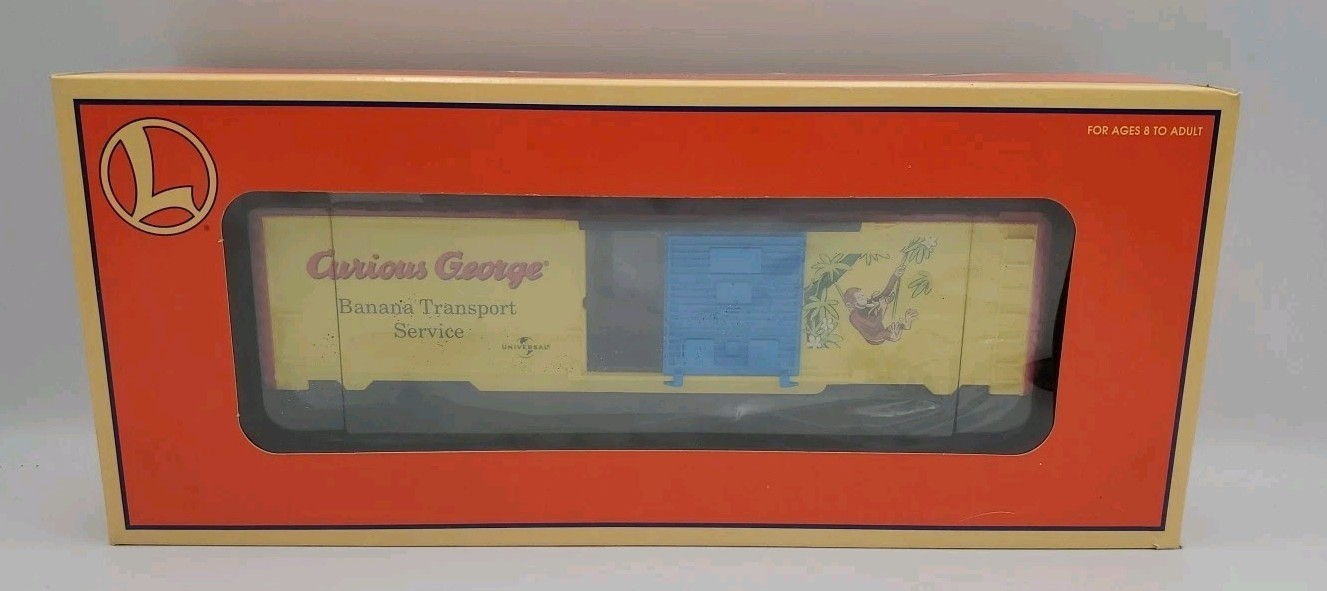 L
FOR AGES 8 TO ADULT
Curious George®
Banana Transport
Service
UNIVERSAL